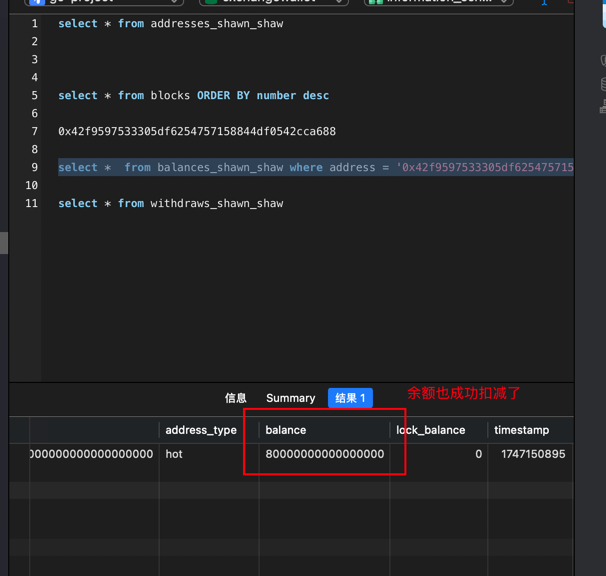 1 select * from addresses_shawn_shaw
2
3
4
5 select * from blocks ORDER BY number desc
6
7 0x42f9597533305df6254757158844df0542cca688
8
9 select * from balances_shawn_shaw where address = '0x42f9597533305df625475715
10
11 select * from withdraws_shawn_shaw
信息 Summary 结果 1 余额也成功扣减了
address_type balance lock_balance timestamp
000000000000000000 hot 80000000000000000 0 1747150895